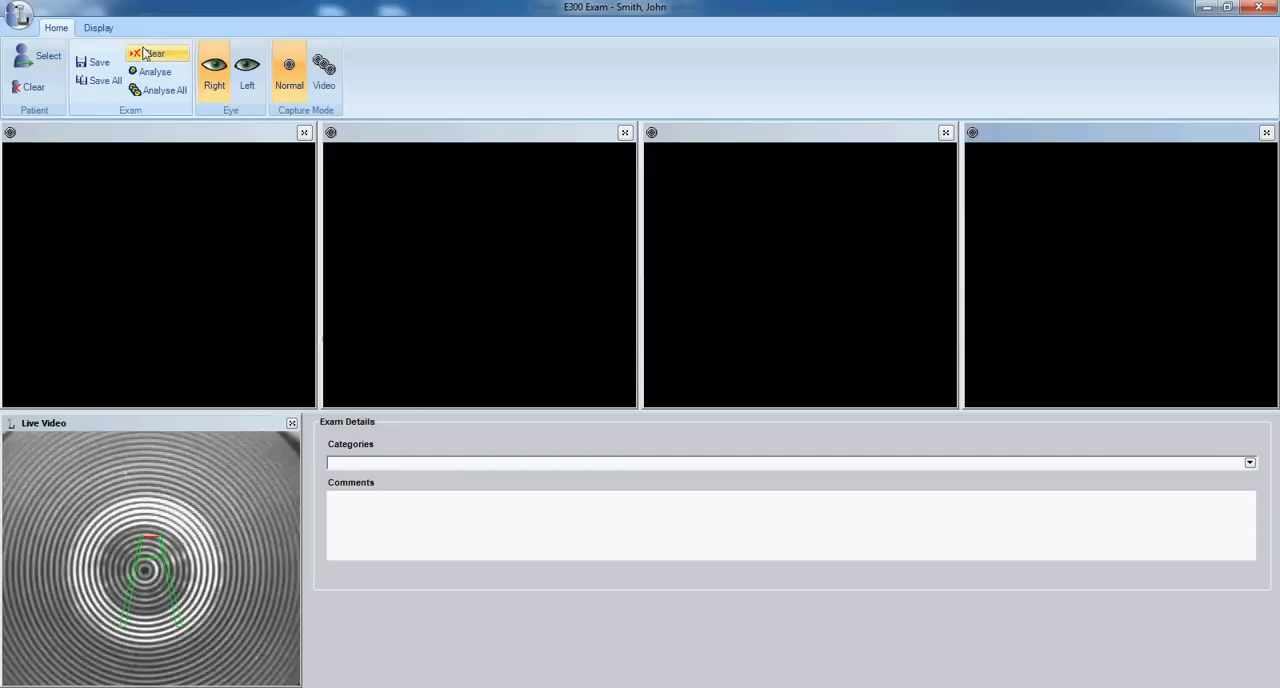 E300 Exam - Smith, John
Home Display
Select
Clear
Patient
Save
Save All
Clear
Analyse
Analyse All
Exam
Right Left
Eye
Normal Video
Capture Mode
Live Video
Exam Details
Categories
Comments